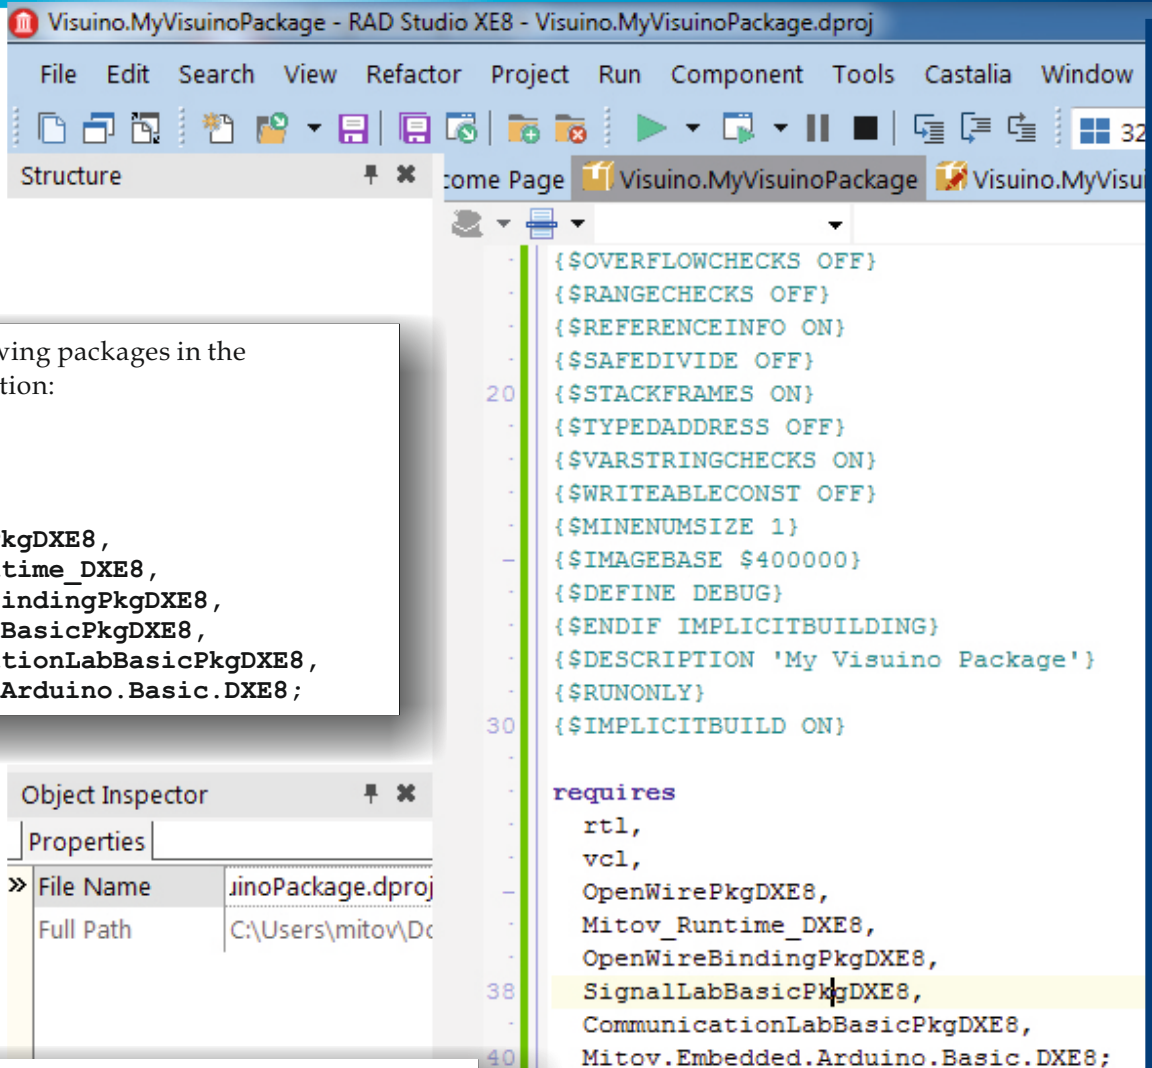 Visuino.MyVisuinoPackage - RAD Studio XE8 - Visuino.MyVisuinoPackage.dproj
File Edit Search View Refactor Project Run Component Tools Castalia Window
32
Structure
come Page Visuino.MyVisuinoPackage Visuino.MyVisui
{$OVERFLOWCHECKS OFF}
{$RANGECHECKS OFF}
{$REFERENCEINFO ON}
{$SAFEDIVIDE OFF}
20 {$STACKFRAMES ON}
{$TYPEDADDRESS OFF}
{$VARSTRINGCHECKS ON}
{$WRITEABLECONST OFF}
{$MINENUMSIZE 1}
{$IMAGEBASE $400000}
{$DEFINE DEBUG}
{$ENDIF IMPLICITBUILDING}
{$DESCRIPTION 'My Visuino Package'}
{$RUNONLY}
30 {$IMPLICITBUILD ON}
requires
rtl,
vcl,
OpenWirePkgDXE8,
Mitov_Runtime_DXE8,
OpenWireBindingPkgDXE8,
38 SignalLabBasicPkgDXE8,
CommunicationLabBasicPkgDXE8,
40 Mitov.Embedded.Arduino.Basic.DXE8;
wing packages in the
tion:
kgDXE8,
time_DXE8,
indingPkgDXE8,
BasicPkgDXE8,
tionLabBasicPkgDXE8,
Arduino.Basic.DXE8;
Object Inspector
Properties
File Name uinoPackage.dproj
Full Path C:\Users\mitov\Do